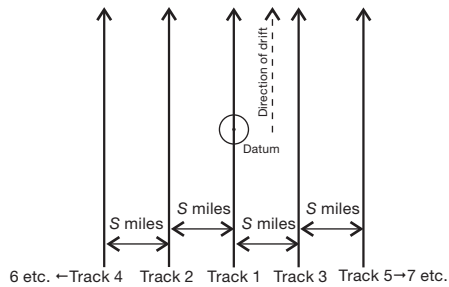 Direction of drift
Datum
S miles S miles
S miles S miles
6 etc. ←Track 4 Track 2 Track 1 Track 3 Track 5→7 etc.